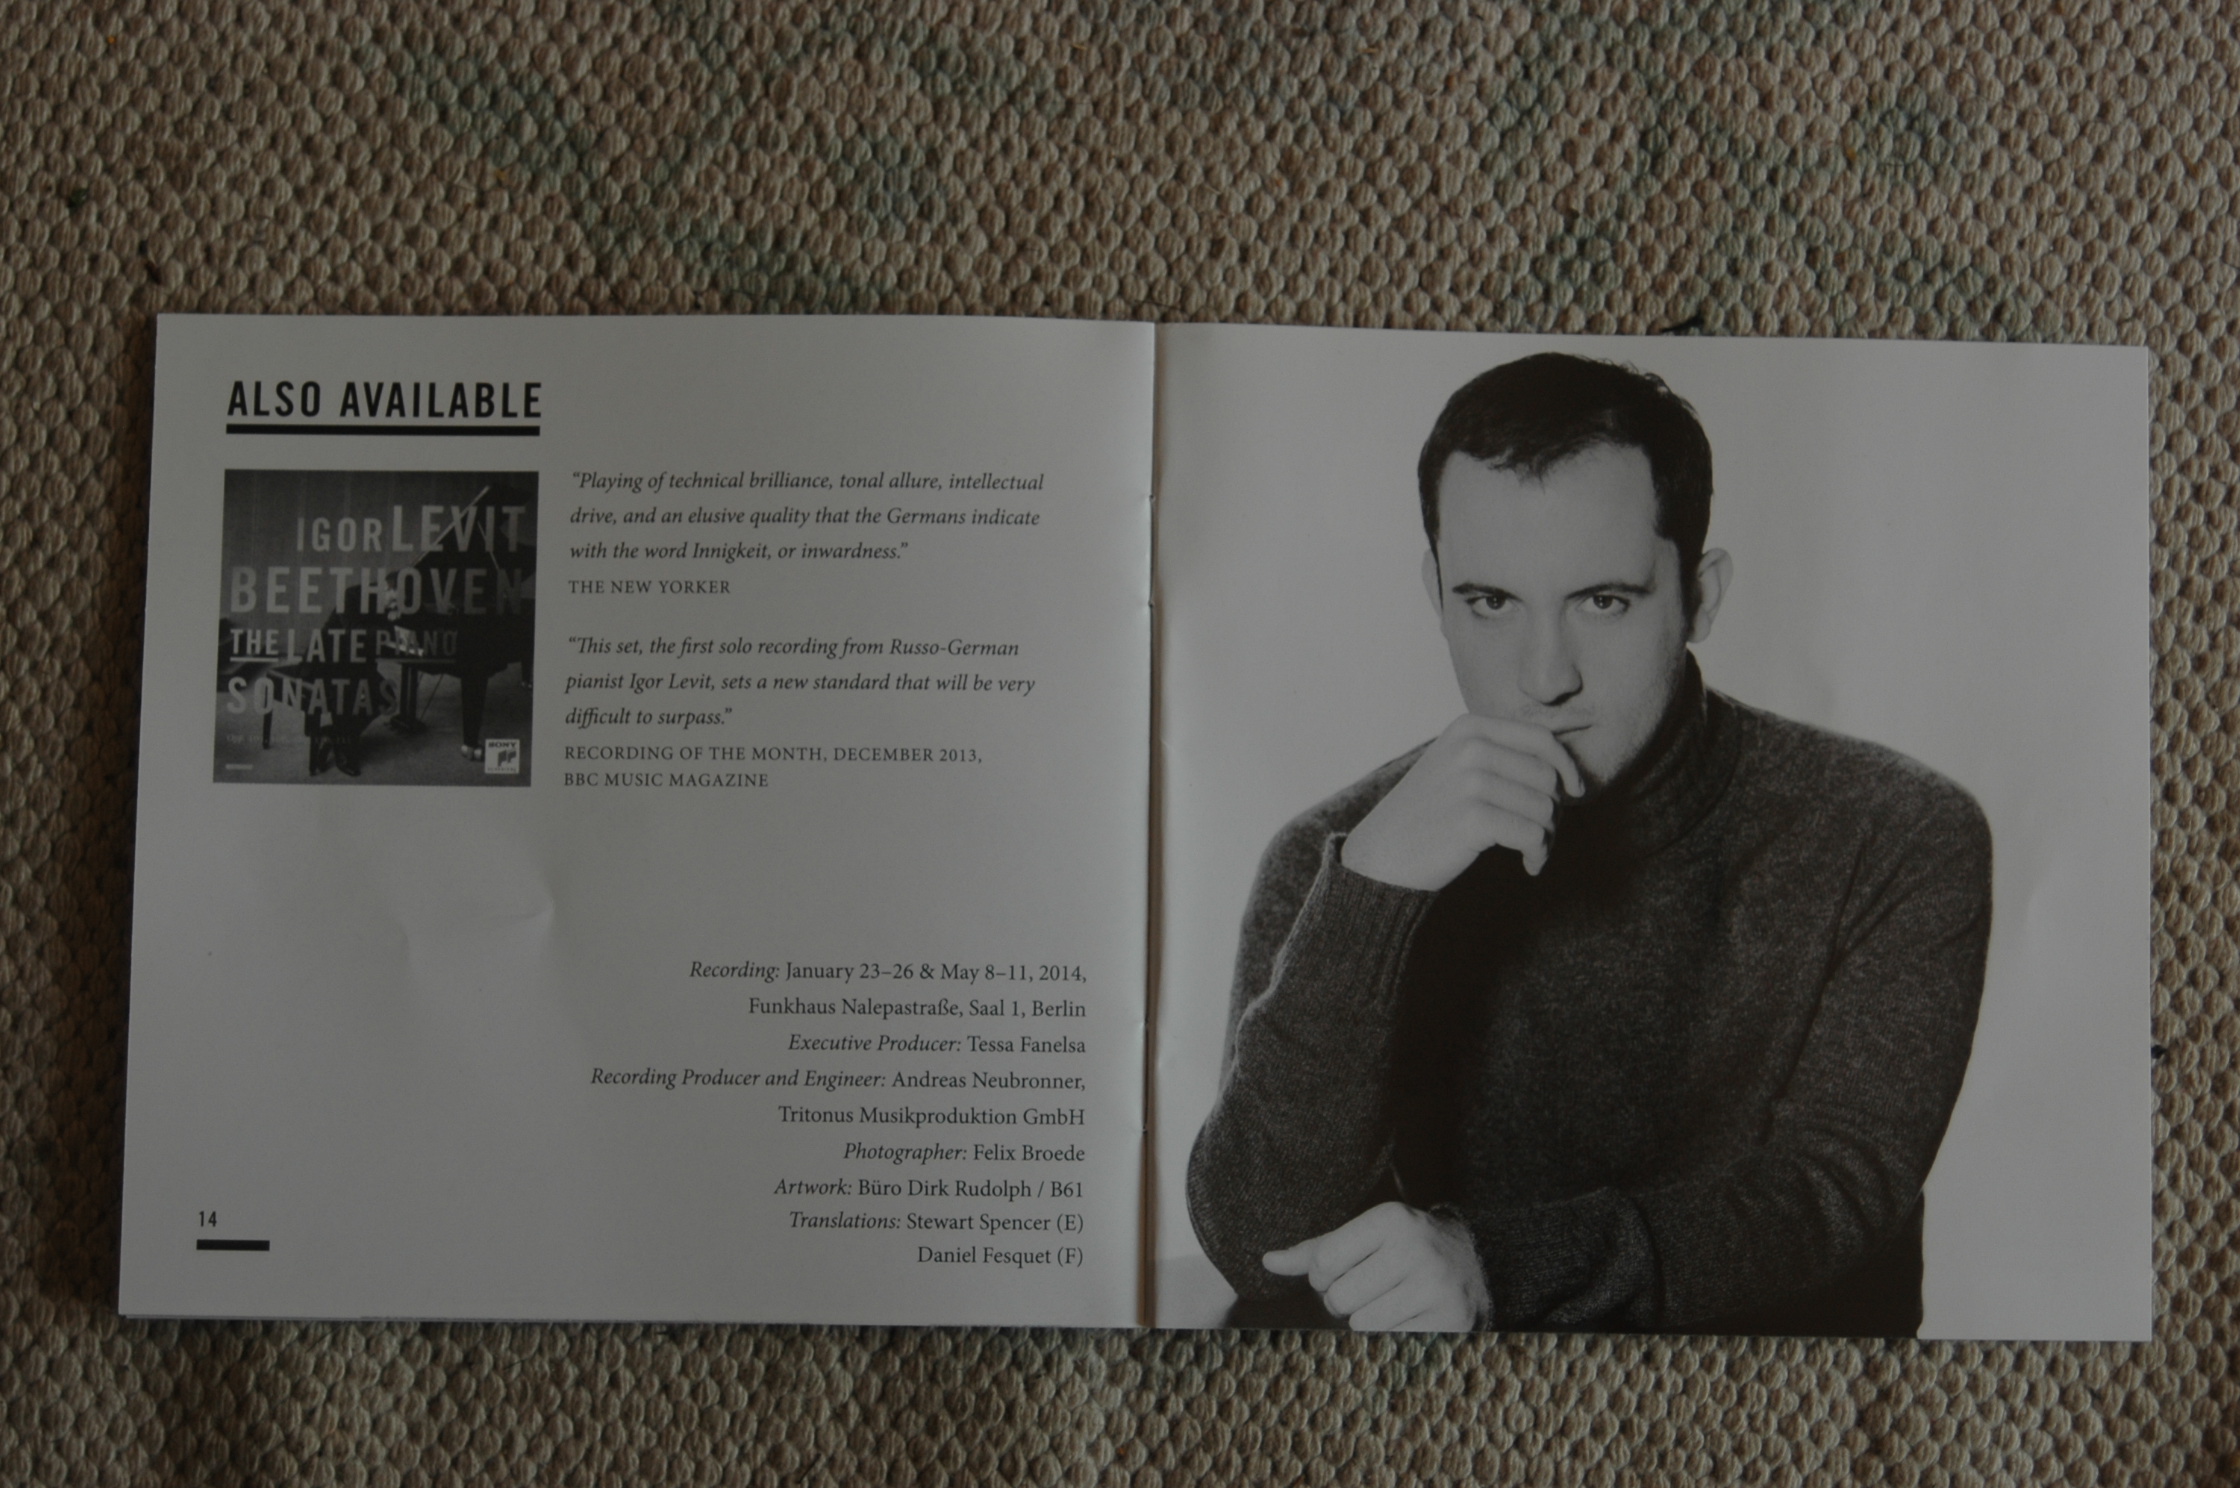 ALSO AVAILABLE
IGOR LEVIT
BEETHOVEN
THE LATE PIANO
SONATAS
SONY
“Playing of technical brilliance, tonal allure, intellectual
drive, and an elusive quality that the Germans indicate
with the word Innigkeit, or inwardness.”
THE NEW YORKER
“This set, the first solo recording from Russo-German
pianist Igor Levit, sets a new standard that will be very
difficult to surpass.”
RECORDING OF THE MONTH, DECEMBER 2013,
BBC MUSIC MAGAZINE
Recording: January 23–26 & May 8–11, 2014,
Funkhaus Nalepastraße, Saal 1, Berlin
Executive Producer: Tessa Fanelsa
Recording Producer and Engineer: Andreas Neubronner,
Tritonus Musikproduktion GmbH
Photographer: Felix Broede
Artwork: Büro Dirk Rudolph / B61
Translations: Stewart Spencer (E)
Daniel Fesquet (F)
14